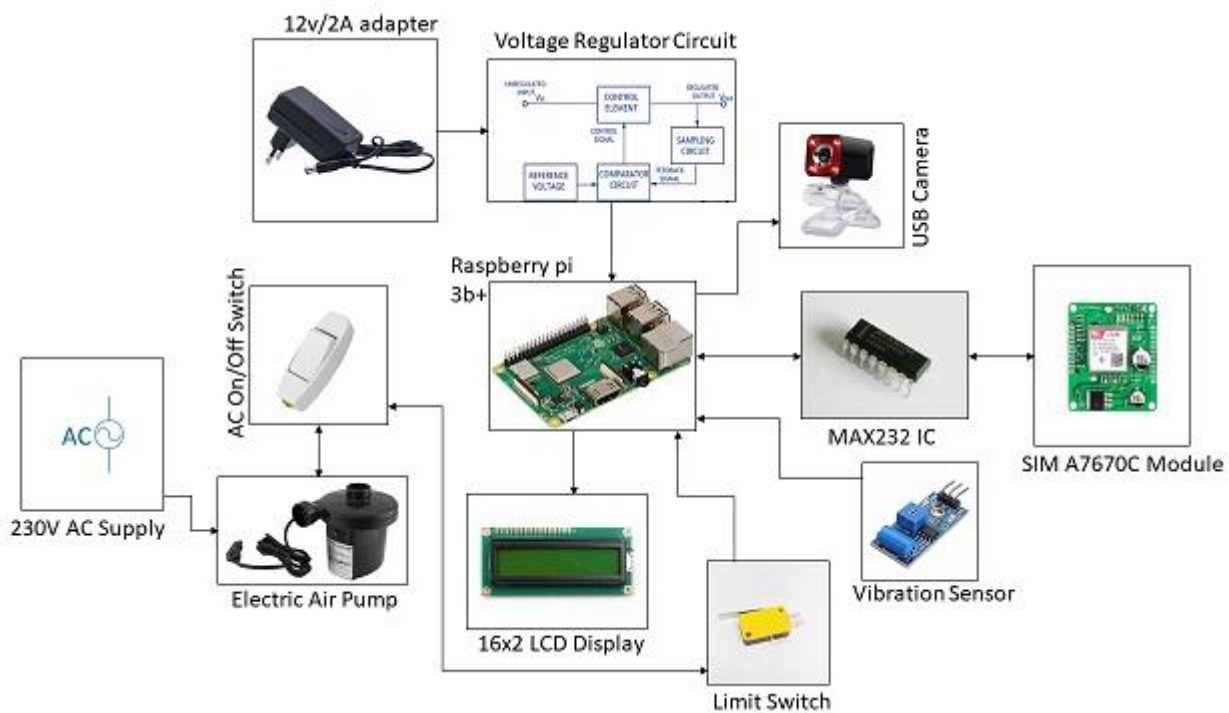 12v/2A adapter
Voltage Regulator Circuit
UNREGULATED
INPUT
Vin
CONTROL
ELEMENT
REGULATED
OUTPUT
CONTROL
SIGNAL
SAMPLING
CIRCUIT
REFERENCE
VOLTAGE
COMPARATOR
CIRCUIT
FEEDBACK
SIGNAL
USB Camera
Raspberry pi
3b+
AC On/Off Switch
AC
230V AC Supply
Electric Air Pump
16x2 LCD Display
MAX232 IC
SIM A7670C Module
Vibration Sensor
Limit Switch